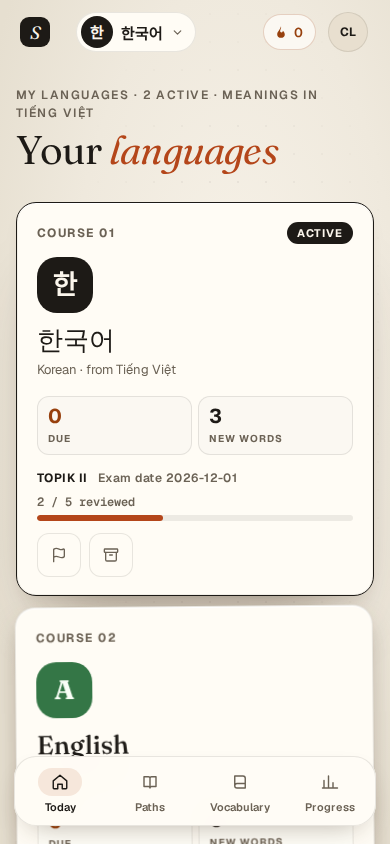 S
한 한국어
0
CL
MY LANGUAGES · 2 ACTIVE · MEANINGS IN
TIẾNG VIỆT
Your languages
COURSE 01
ACTIVE
한
한국어
Korean · from Tiếng Việt
0
DUE
3
NEW WORDS
TOPIK II Exam date 2026-12-01
2 / 5 reviewed
COURSE 02
A
English
Today
Paths
Vocabulary
Progress
DUE
NEW WORDS